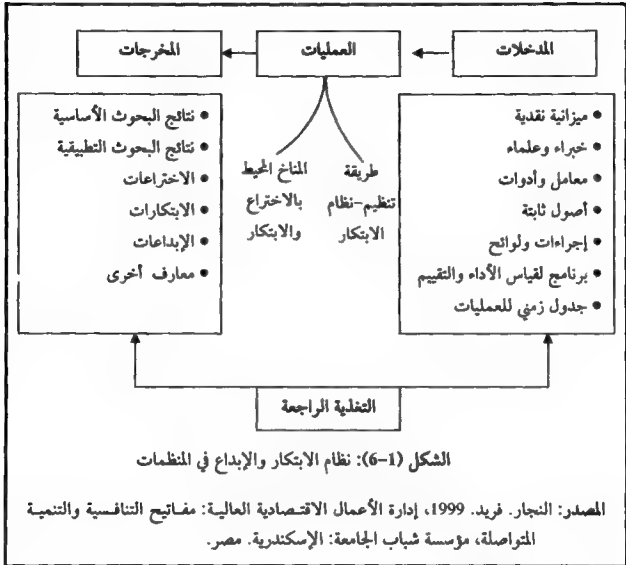 المدخلات
العمليات
المخرجات
• ميزانية نقدية
• خبراء وعلماء
• معامل وأدوات
• أصول ثابتة
• إجراءات ولوائح
• برنامج لقياس الأداء والتقييم
• جدول زمني للعمليات
طريقة
تنظيم-نظام
الابتكار
المناخ المحيط
بالاختراع
والابتكار
• نتائج البحوث الأساسية
• نتائج البحوث التطبيقية
• الاختراعات
• الابتكارات
• الإبداعات
• معارف أخرى
التغذية الراجعة
الشكل (1-6): نظام الابتكار والإبداع في المنظمات
المصدر: النجار. فريد. 1999، إدارة الأعمال الاقتصادية العالية: مفاتيح التنافسية والتنمية
المتواصلة، مؤسسة شباب الجامعة: الإسكندرية. مصر.